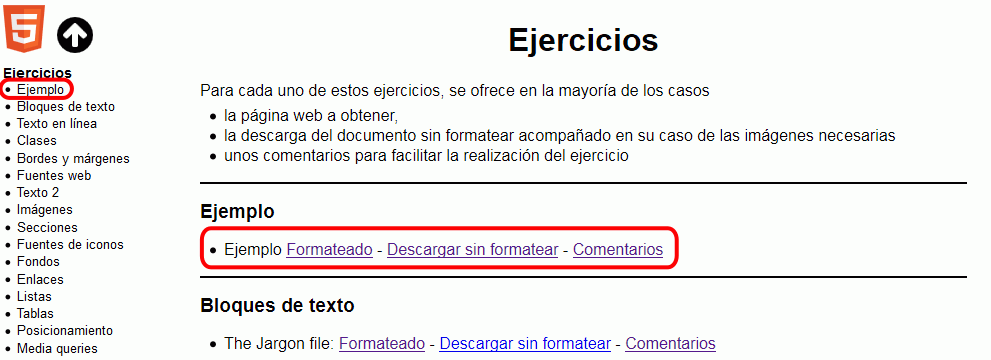 5
Ejercicios
Ejemplo
Bloques de texto
Texto en línea
Clases
Bordes y márgenes
Fuentes web
Texto 2
Imágenes
Secciones
Fuentes de iconos
Fondos
Enlaces
Listas
Tablas
Posicionamiento
Media queries
Ejercicios
Para cada uno de estos ejercicios, se ofrece en la mayoría de los casos
la página web a obtener,
la descarga del documento sin formatear acompañado en su caso de las imágenes necesarias
unos comentarios para facilitar la realización del ejercicio
Ejemplo
Ejemplo Formateado - Descargar sin formatear - Comentarios
Bloques de texto
The Jargon file: Formateado - Descargar sin formatear - Comentarios